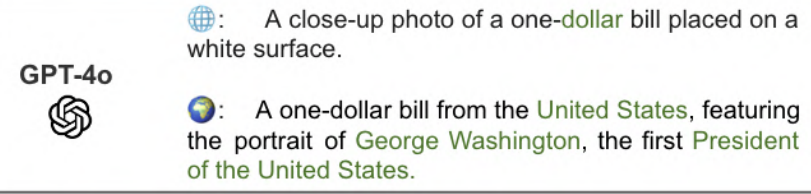 🌐: A close-up photo of a one-dollar bill placed on a
white surface.
GPT-4o
🌍: A one-dollar bill from the United States, featuring
the portrait of George Washington, the first President
of the United States.